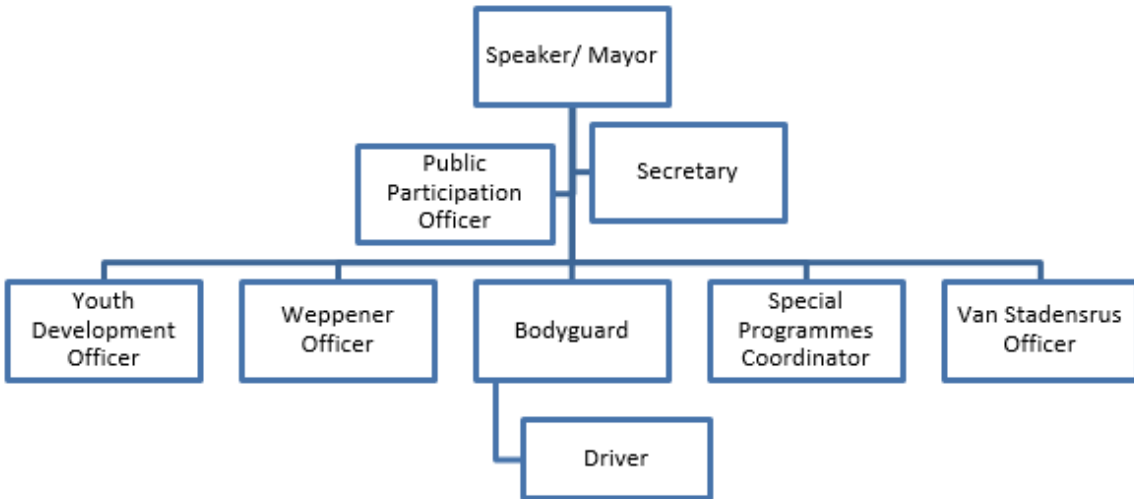 Speaker/ Mayor
Public
Participation
Officer
Secretary
Youth
Development
Officer
Weppener
Officer
Bodyguard
Special
Programmes
Coordinator
Van Stadensrus
Officer
Driver